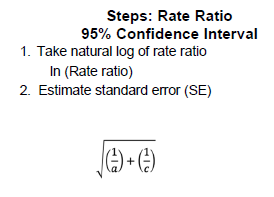 Steps: Rate Ratio
95% Confidence Interval
1. Take natural log of rate ratio
In (Rate ratio)
2. Estimate standard error (SE)
√((1/a) + (1/c))